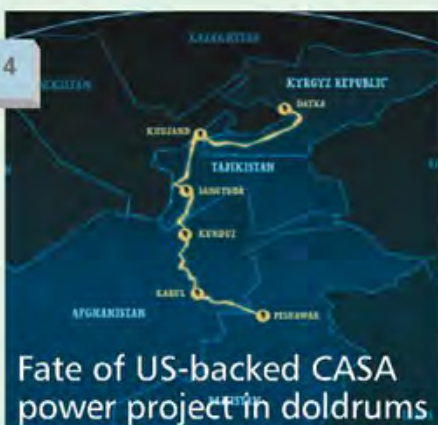 4
KAZAKHSTAN
KYRGYZ REPUBLIC
DATKA
KHUJAND
TAJIKISTAN
SANGTUDA
KUNDUZ
KABUL
PESHAWAR
AFGHANISTAN
Fate of US-backed CASA
power project in doldrums